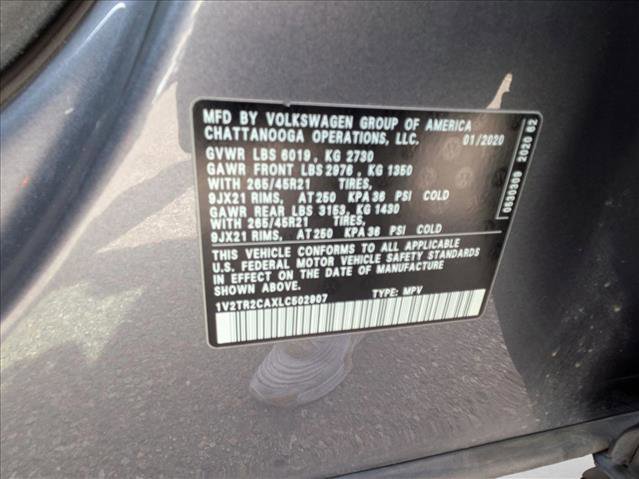 MFD BY VOLKSWAGEN GROUP OF AMERICA
CHATTANOOGA OPERATIONS, LLC. 01/2020
GVWR LBS 6019, KG 2730
GAWR FRONT LBS 2976, KG 1350
WITH 265/45R21 TIRES,
9JX21 RIMS, AT 250 KPA 36 PSI COLD
GAWR REAR LBS 3153, KG 1430
WITH 265/45R21 TIRES,
9JX21 RIMS, AT 250 KPA 36 PSI COLD
THIS VEHICLE CONFORMS TO ALL APPLICABLE
U.S. FEDERAL MOTOR VEHICLE SAFETY STANDARDS
IN EFFECT ON THE DATE OF MANUFACTURE
SHOWN ABOVE.
1V2TR2CAXLC502907 TYPE: MPV
0530309 2020 62